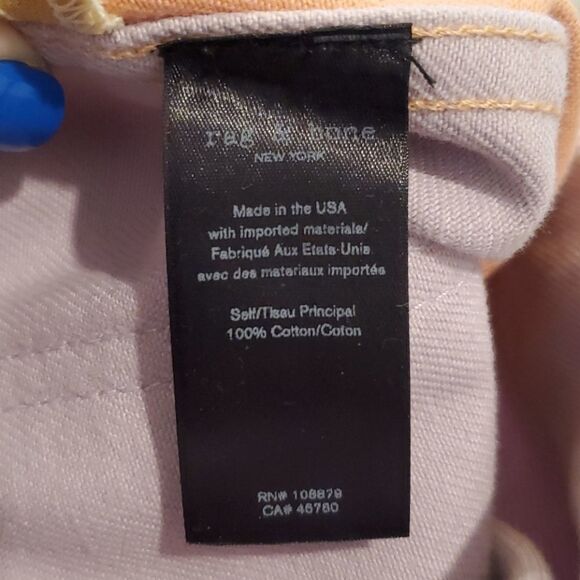 rag & bone
NEW YORK
Made in the USA
with imported materials/
Fabriqué Aux Etats-Unis
avec des materiaux importés
Self/Tissu Principal
100% Cotton/Coton
RN# 108879
CA# 45760